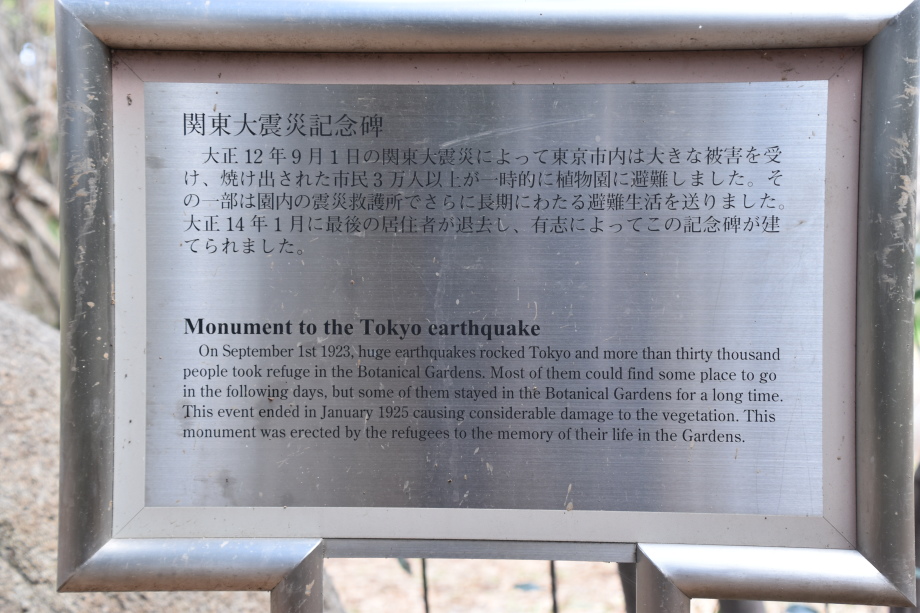 関東大震災記念碑
大正12年9月1日の関東大震災によって東京市内は大きな被害を受
け、焼け出された市民3万人以上が一時的に植物園に避難しました。そ
の一部は園内の震災救護所でさらに長期にわたる避難生活を送りました。
大正14年1月に最後の居住者が退去し、有志によってこの記念碑が建
てられました。
Monument to the Tokyo earthquake
On September 1st 1923, huge earthquakes rocked Tokyo and more than thirty thousand
people took refuge in the Botanical Gardens. Most of them could find some place to go
in the following days, but some of them stayed in the Botanical Gardens for a long time.
This event ended in January 1925 causing considerable damage to the vegetation. This
monument was erected by the refugees to the memory of their life in the Gardens.